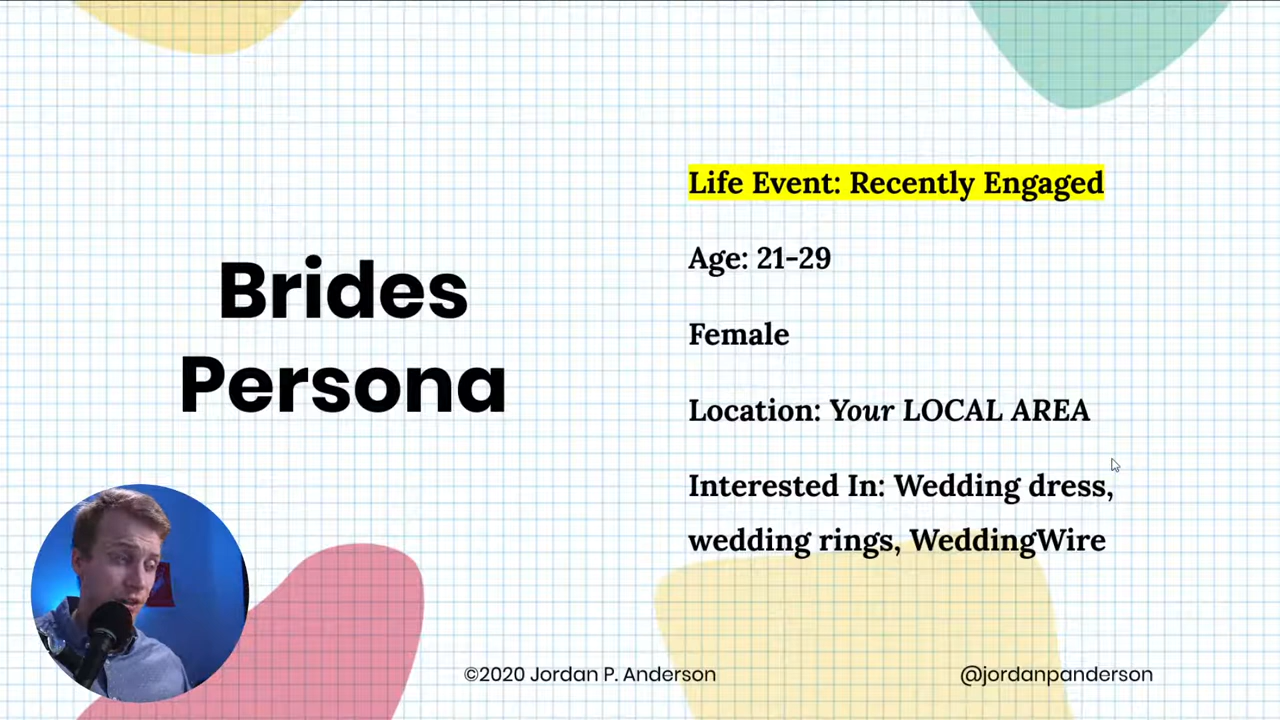 Brides
Persona
Life Event: Recently Engaged
Age: 21-29
Female
Location: Your LOCAL AREA
Interested In: Wedding dress,
wedding rings, WeddingWire
©2020 Jordan P. Anderson
@jordanpanderson